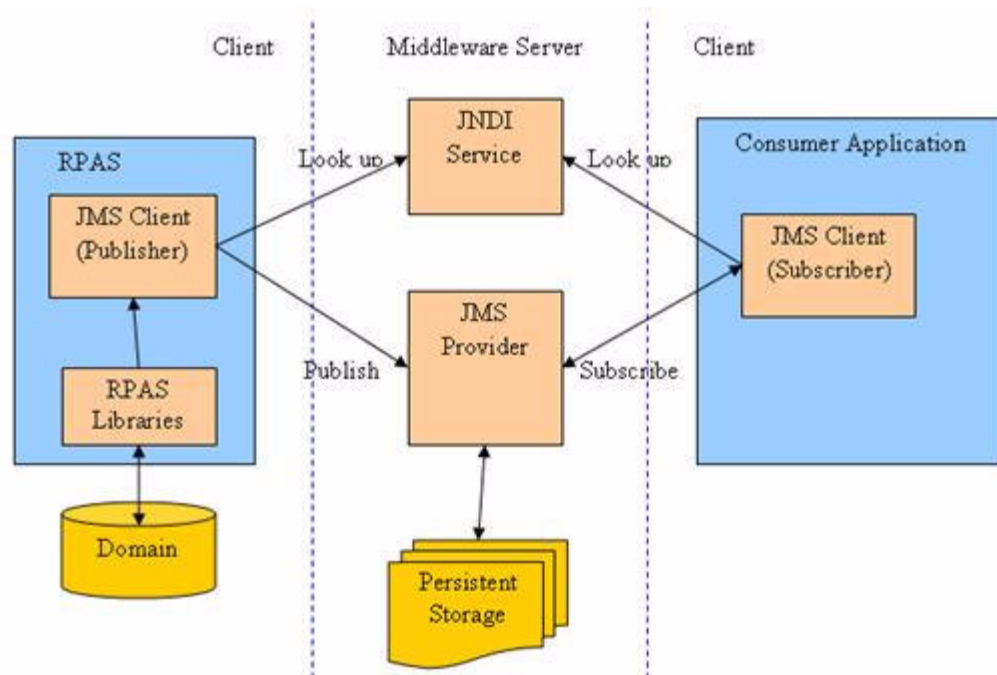 Client
Middleware Server
Client
RPAS
JMS Client
(Publisher)
RPAS
Libraries
Domain
Look up
Publish
JNDI
Service
JMS
Provider
Persistent
Storage
Look up
Subscribe
Consumer Application
JMS Client
(Subscriber)